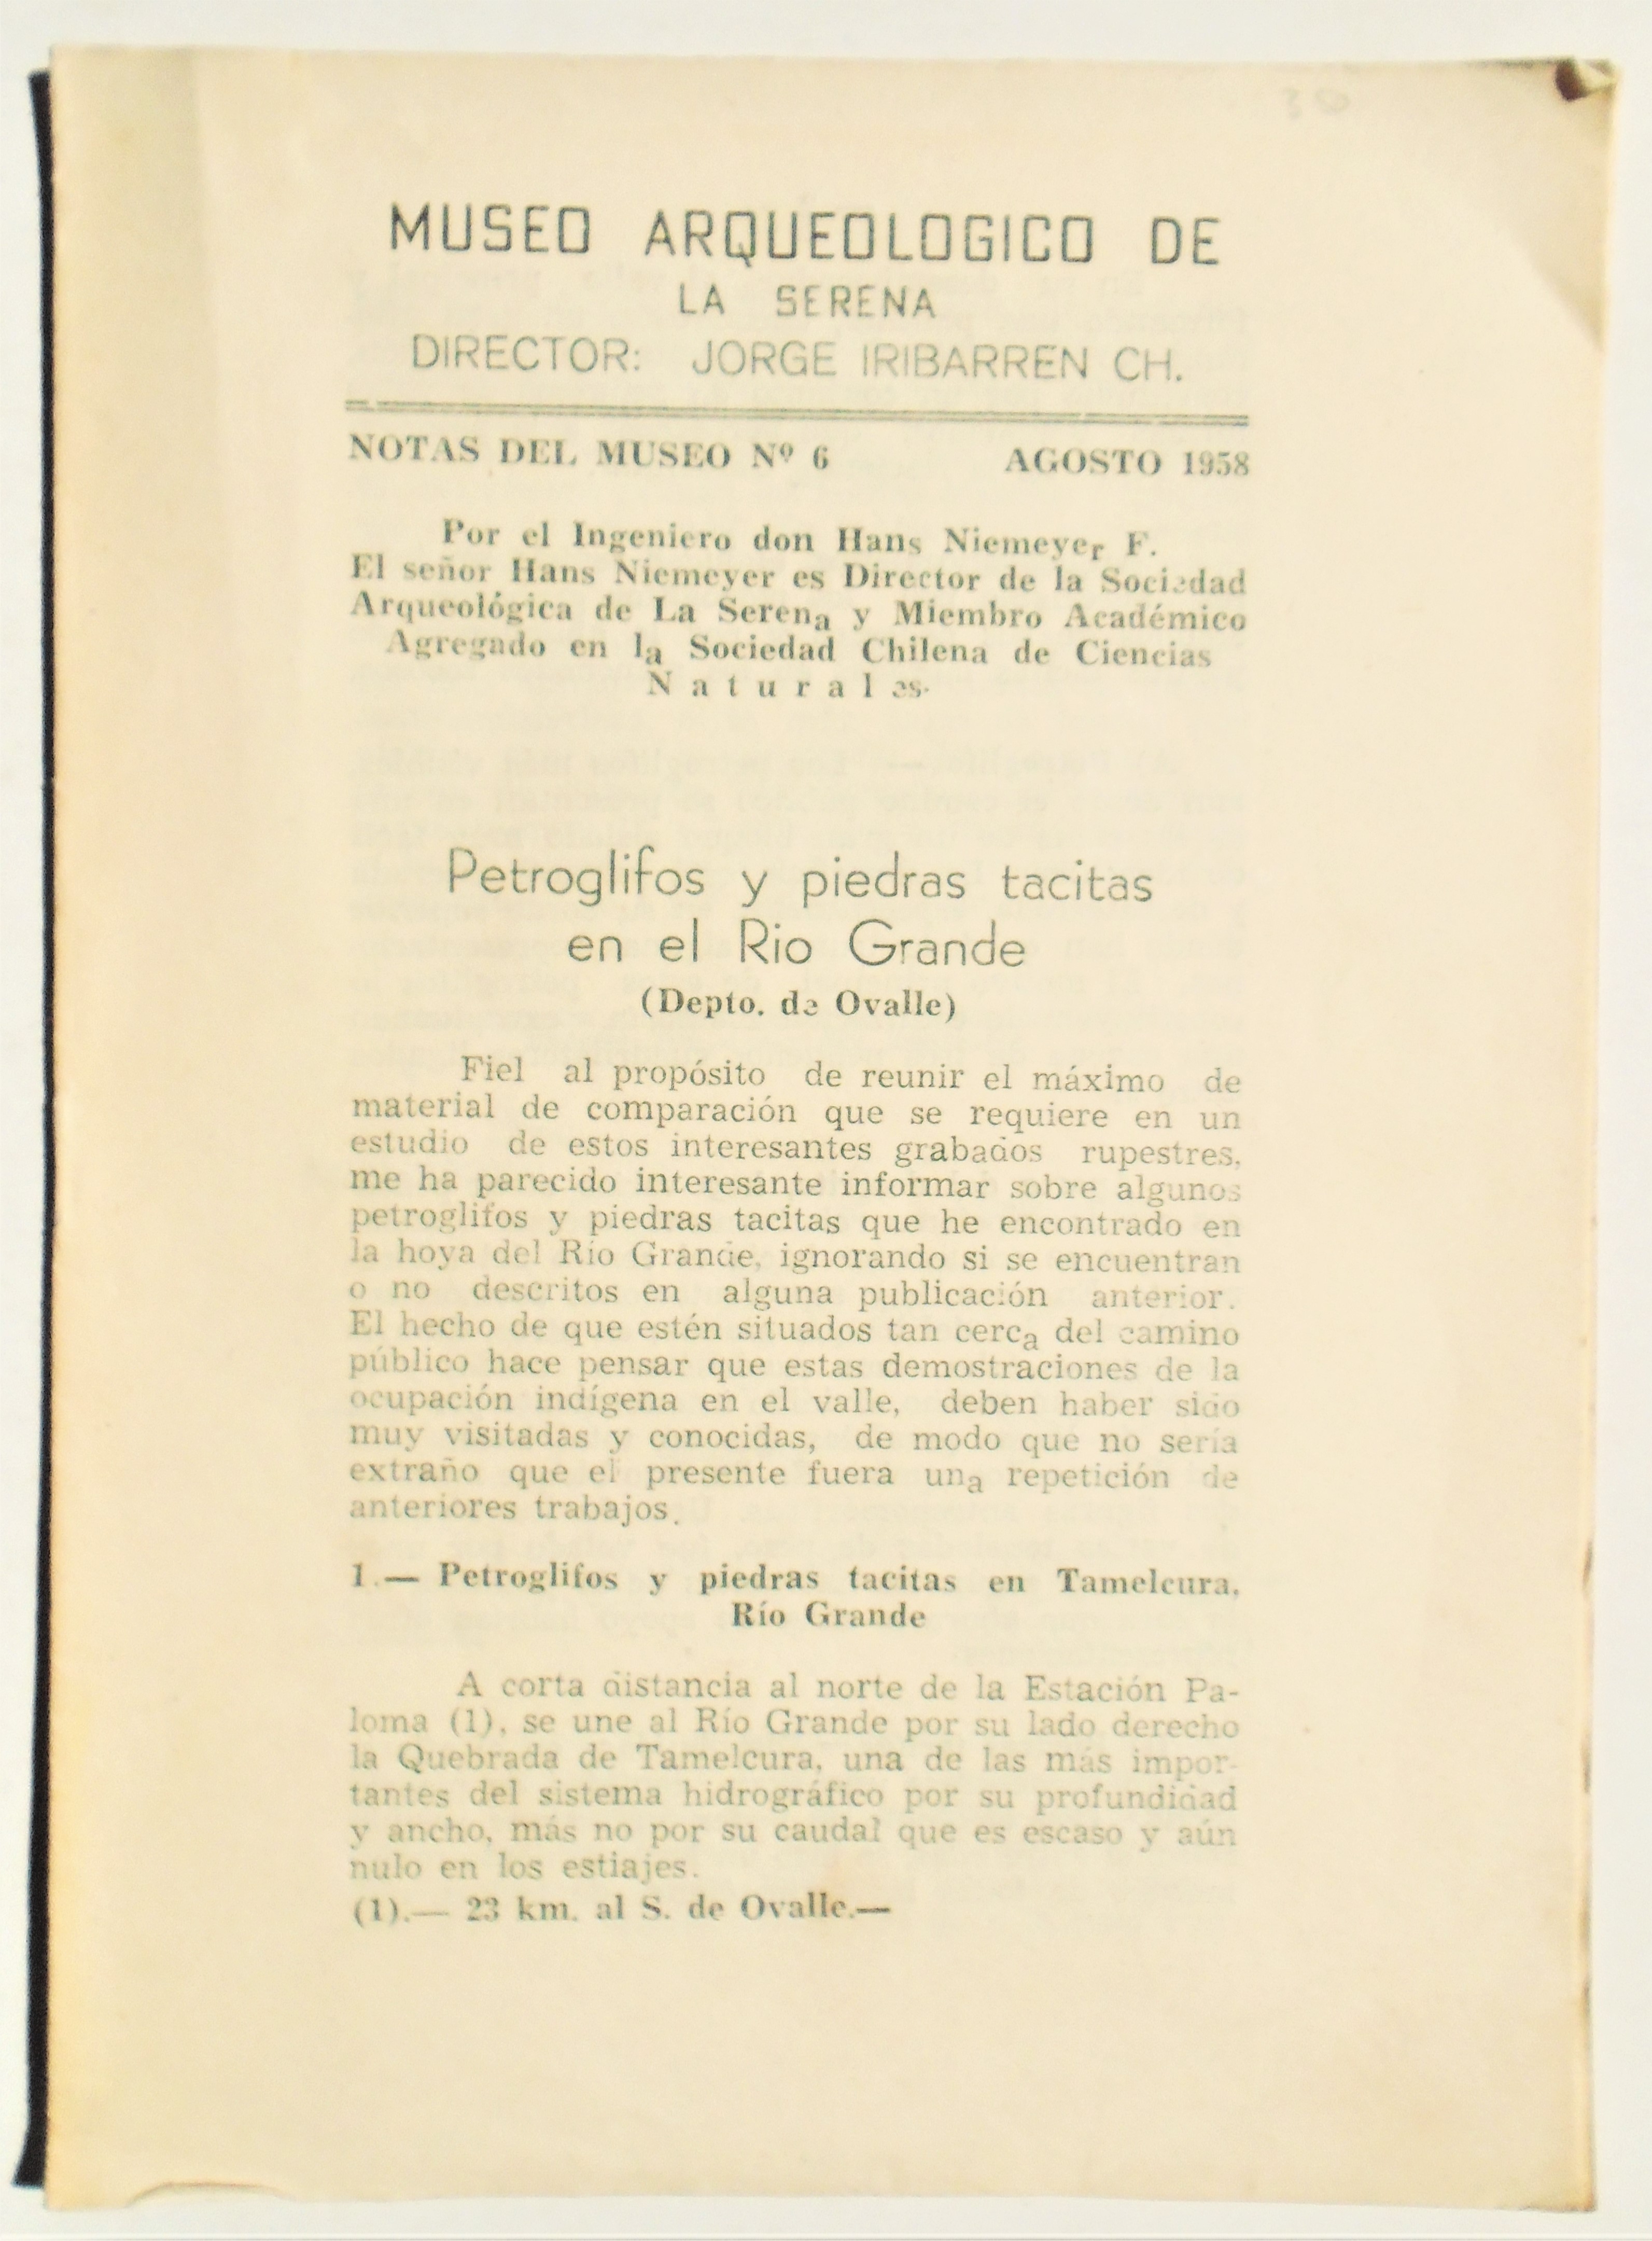 MUSEO ARQUEOLOGICO DE
LA SERENA
DIRECTOR: JORGE IRIBARREN CH.
NOTAS DEL MUSEO Nº 6 AGOSTO 1958
Por el Ingeniero don Hans Niemeyer F.
El señor Hans Niemeyer es Director de la Sociedad
Arqueológica de La Serena y Miembro Académico
Agregado en la Sociedad Chilena de Ciencias
Naturales.
Petroglifos y piedras tacitas
en el Rio Grande
(Depto. de Ovalle)
Fiel al propósito de reunir el máximo de
material de comparación que se requiere en un
estudio de estos interesantes grabados rupestres,
me ha parecido interesante informar sobre algunos
petroglifos y piedras tacitas que he encontrado en
la hoya del Río Grande, ignorando si se encuentran
o no descritos en alguna publicación anterior.
El hecho de que estén situados tan cerca del camino
público hace pensar que estas demostraciones de la
ocupación indígena en el valle, deben haber sido
muy visitadas y conocidas, de modo que no sería
extraño que el presente fuera una repetición de
anteriores trabajos.
1.— Petroglifos y piedras tacitas en Tamelcura.
Río Grande
A corta distancia al norte de la Estación Pa-
loma (1), se une al Río Grande por su lado derecho
la Quebrada de Tamelcura, una de las más impor-
tantes del sistema hidrográfico por su profundidad
y ancho, más no por su caudal que es escaso y aún
nulo en los estiajes.
(1).— 23 km. al S. de Ovalle.—